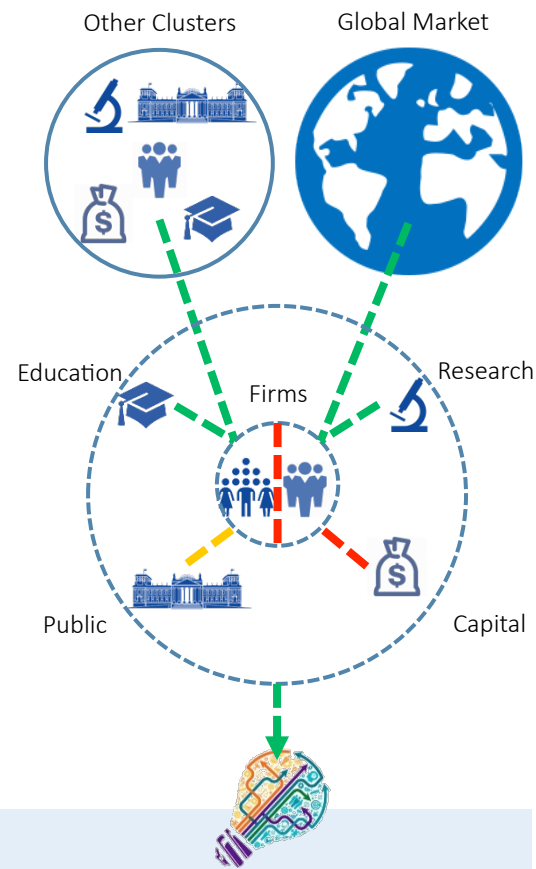 Other Clusters
Global Market
$
Education
Research
Firms
$
Public
Capital